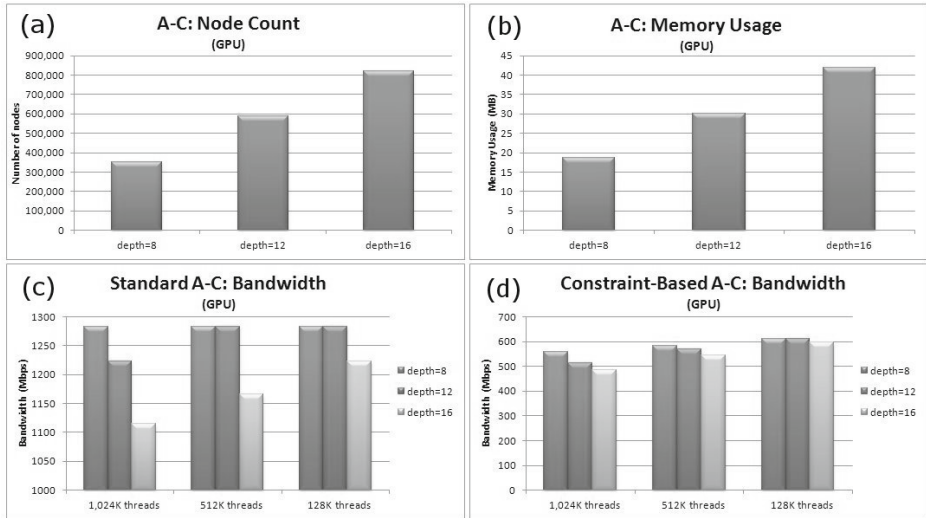 (a)
A-C: Node Count
(GPU)
Number of nodes
900,000
800,000
700,000
600,000
500,000
400,000
300,000
200,000
100,000
0
depth=8
depth=12
depth=16
(b)
A-C: Memory Usage
(GPU)
Memory Usage (MB)
45
40
35
30
25
20
15
10
5
0
depth=8
depth=12
depth=16
(c)
Standard A-C: Bandwidth
(GPU)
Bandwidth (Mbps)
1300
1250
1200
1150
1100
1050
1000
1,024K threads
512K threads
128K threads
depth=8
depth=12
depth=16
(d)
Constraint-Based A-C: Bandwidth
(GPU)
Bandwidth (Mbps)
700
600
500
400
300
200
100
0
1,024K threads
512K threads
128K threads
depth=8
depth=12
depth=16